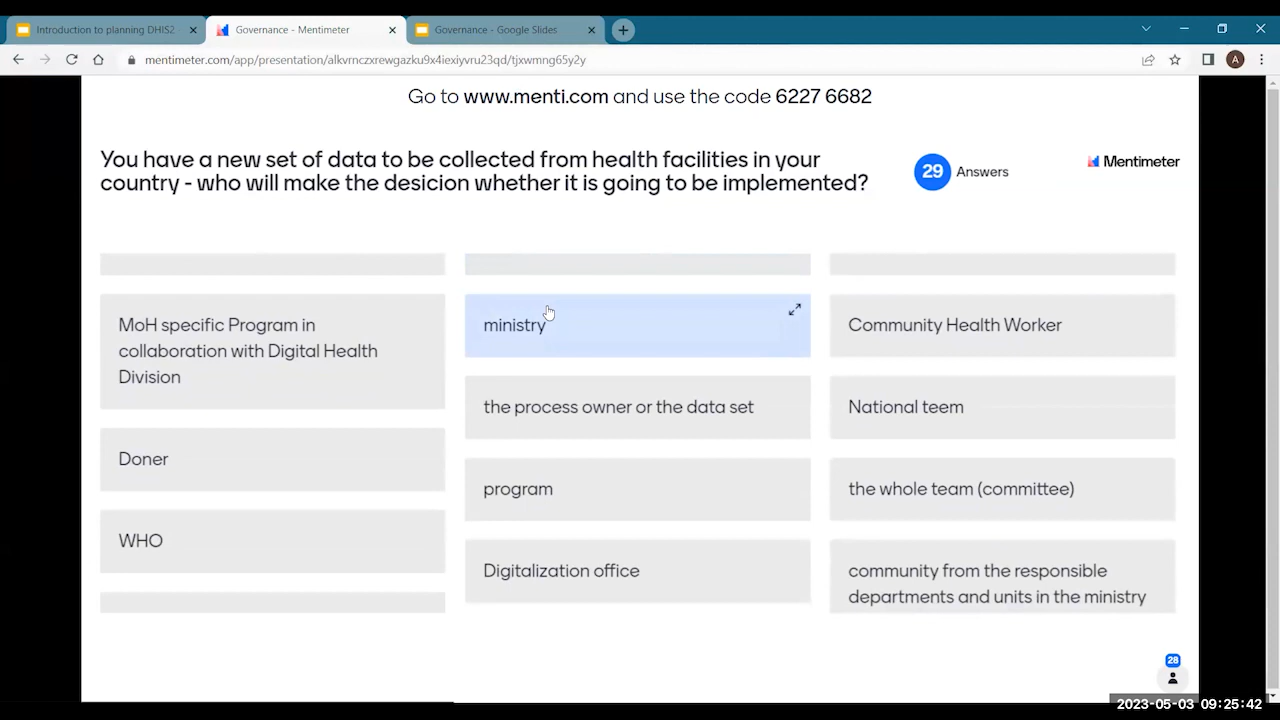 Introduction to planning DHIS2
Governance - Mentimeter
Governance - Google Slides
mentimeter.com/app/presentation/alkvrnczxrewgazku9x4iexiyvru23qd/tjxwmng65y2y
A
Go to www.menti.com and use the code 6227 6682
You have a new set of data to be collected from health facilities in your
country - who will make the desicion whether it is going to be implemented?
29 Answers
Mentimeter
MoH specific Program in
collaboration with Digital Health
Division
Doner
WHO
ministry
the process owner or the data set
program
Digitalization office
Community Health Worker
National teem
the whole team (committee)
community from the responsible
departments and units in the ministry
28
2023-05-03 09:25:42